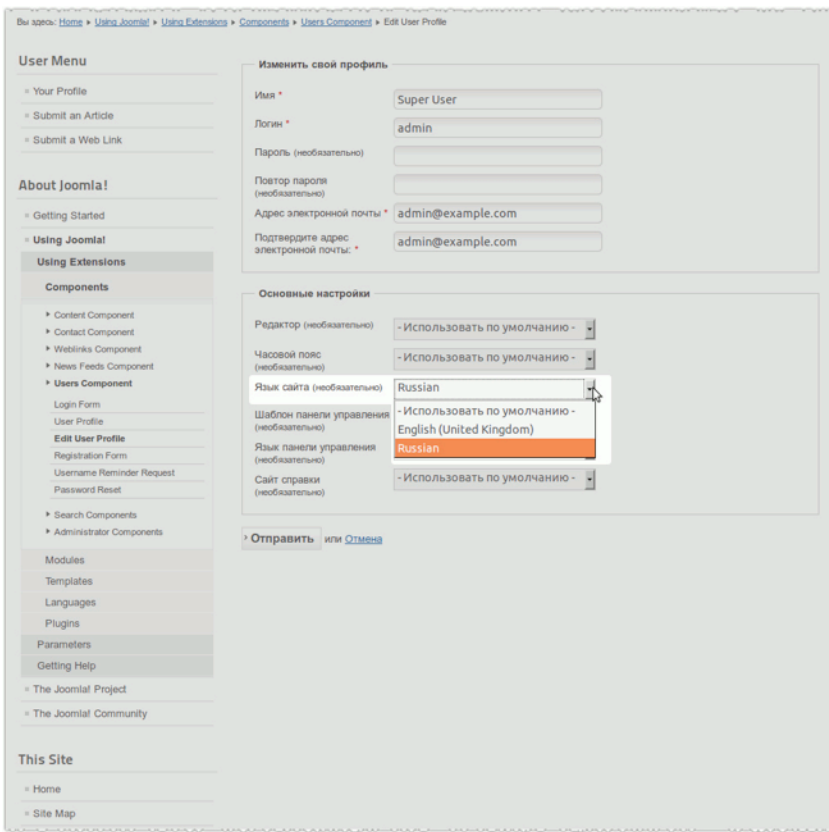 Вы здесь: Home ▸ Using Joomla! ▸ Using Extensions ▸ Components ▸ Users Component ▸ Edit User Profile
User Menu
Your Profile
Submit an Article
Submit a Web Link
About Joomla!
Getting Started
Using Joomla!
Using Extensions
Components
Content Component
Contact Component
Weblinks Component
News Feeds Component
Users Component
Login Form
User Profile
Edit User Profile
Registration Form
Username Reminder Request
Password Reset
Search Components
Administrator Components
Modules
Templates
Languages
Plugins
Parameters
Getting Help
The Joomla! Project
The Joomla! Community
This Site
Home
Site Map
Изменить свой профиль
Имя * Super User
Логин * admin
Пароль (необязательно)
Повтор пароля
(необязательно)
Адрес электронной почты * admin@example.com
Подтвердите адрес
электронной почты: * admin@example.com
Основные настройки
Редактор (необязательно) - Использовать по умолчанию -
Часовой пояс
(необязательно) - Использовать по умолчанию -
Язык сайта (необязательно) Russian
- Использовать по умолчанию -
English (United Kingdom)
Russian
Шаблон панели управления
(необязательно)
Язык панели управления
(необязательно)
Сайт справки
(необязательно) - Использовать по умолчанию -
Отправить или Отмена